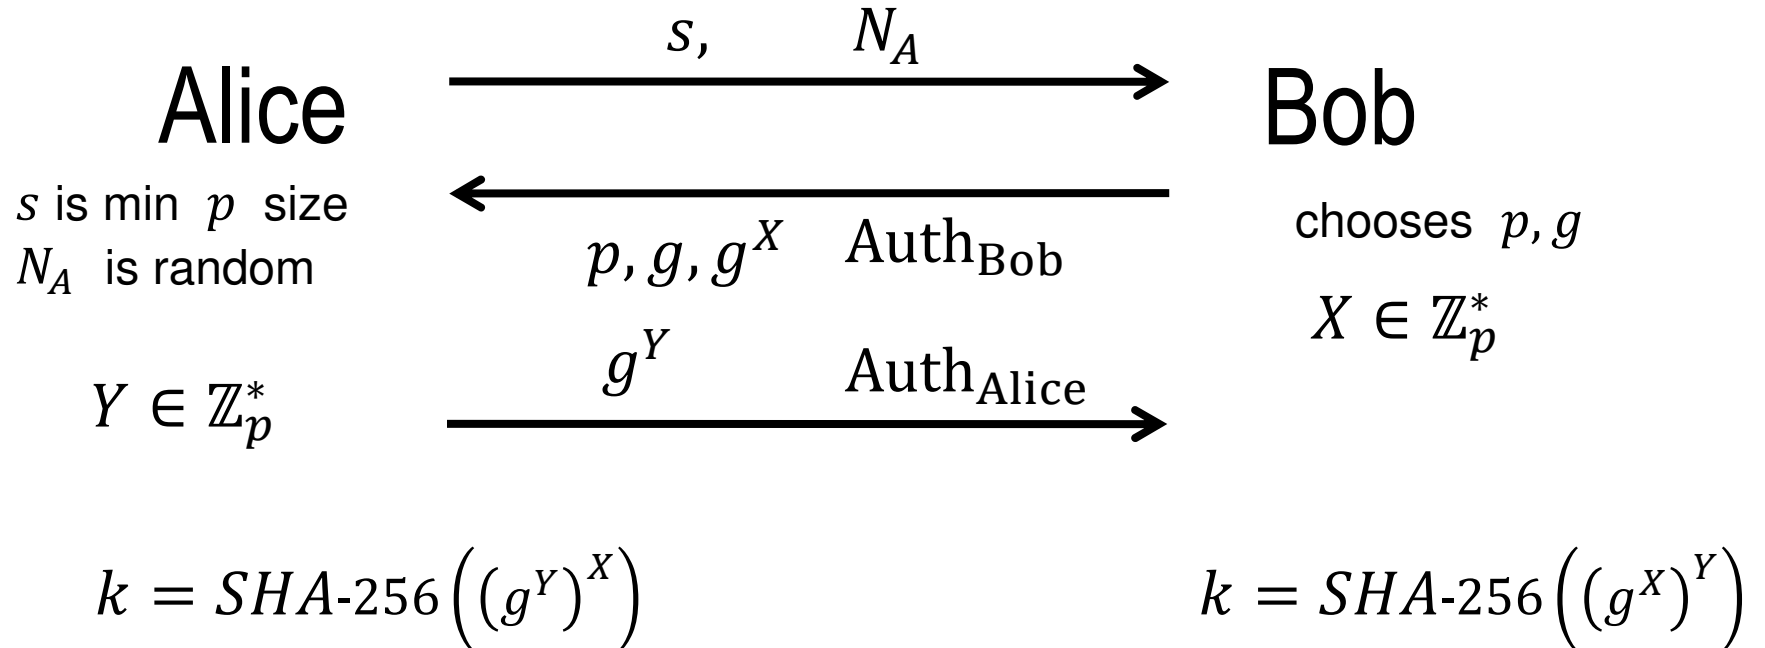 s, N_A
Alice
Bob
s is min p size
N_A is random
chooses p, g
p, g, g^X Auth_Bob
X ∈ ℤ_p^*
g^Y Auth_Alice
Y ∈ ℤ_p^*
k = SHA-256((g^Y)^X)
k = SHA-256((g^X)^Y)